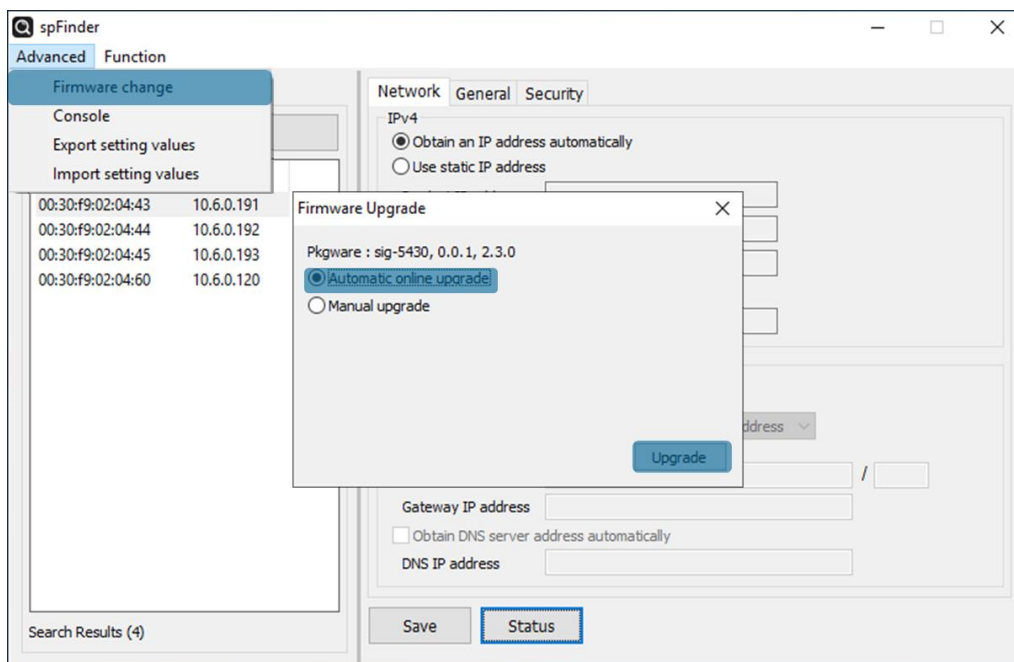 spFinder
Advanced Function
Firmware change
Console
Export setting values
Import setting values
00:30:f9:02:04:43 10.6.0.191
00:30:f9:02:04:44 10.6.0.192
00:30:f9:02:04:45 10.6.0.193
00:30:f9:02:04:60 10.6.0.120
Search Results (4)
Network General Security
IPv4
Obtain an IP address automatically
Use static IP address
Firmware Upgrade
Pkgware : sig-5430, 0.0.1, 2.3.0
Automatic online upgrade
Manual upgrade
Upgrade
ddress
/
Gateway IP address
Obtain DNS server address automatically
DNS IP address
Save Status